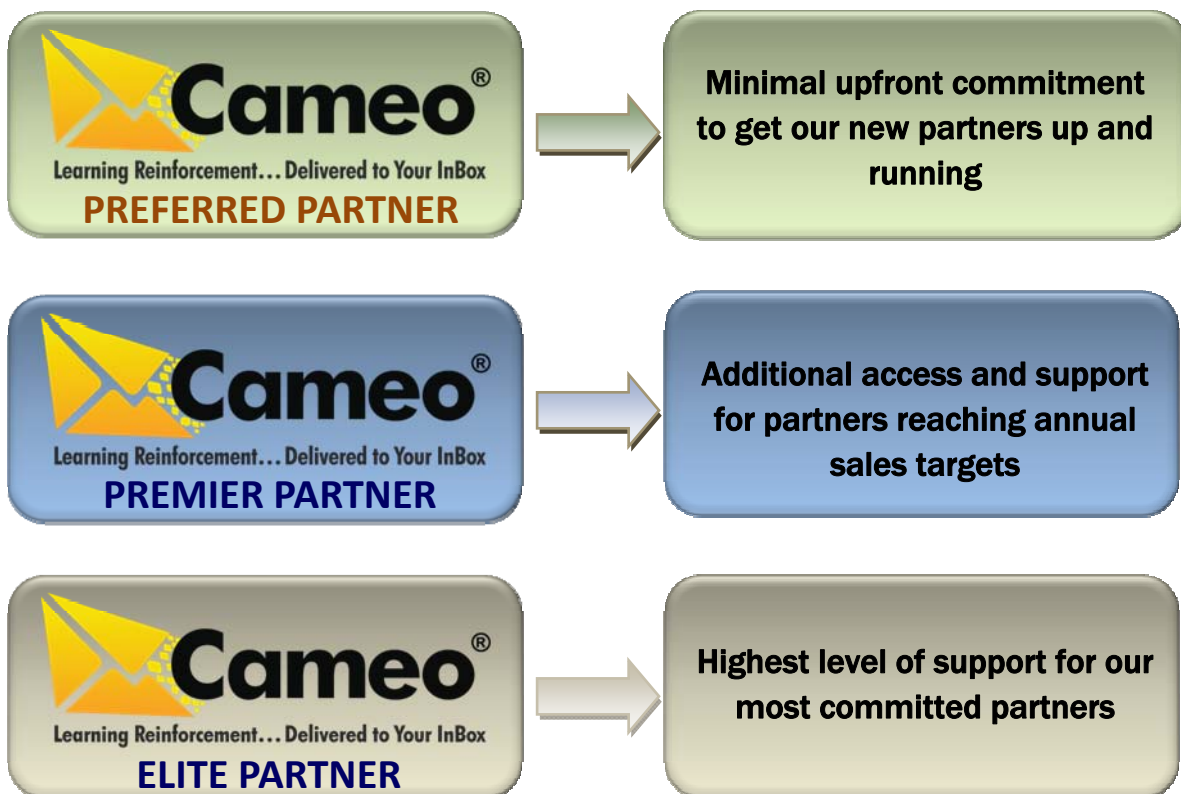 Cameo®
Learning Reinforcement... Delivered to Your InBox
PREFERRED PARTNER
Minimal upfront commitment
to get our new partners up and
running
Cameo®
Learning Reinforcement... Delivered to Your InBox
PREMIER PARTNER
Additional access and support
for partners reaching annual
sales targets
Cameo®
Learning Reinforcement... Delivered to Your InBox
ELITE PARTNER
Highest level of support for our
most committed partners